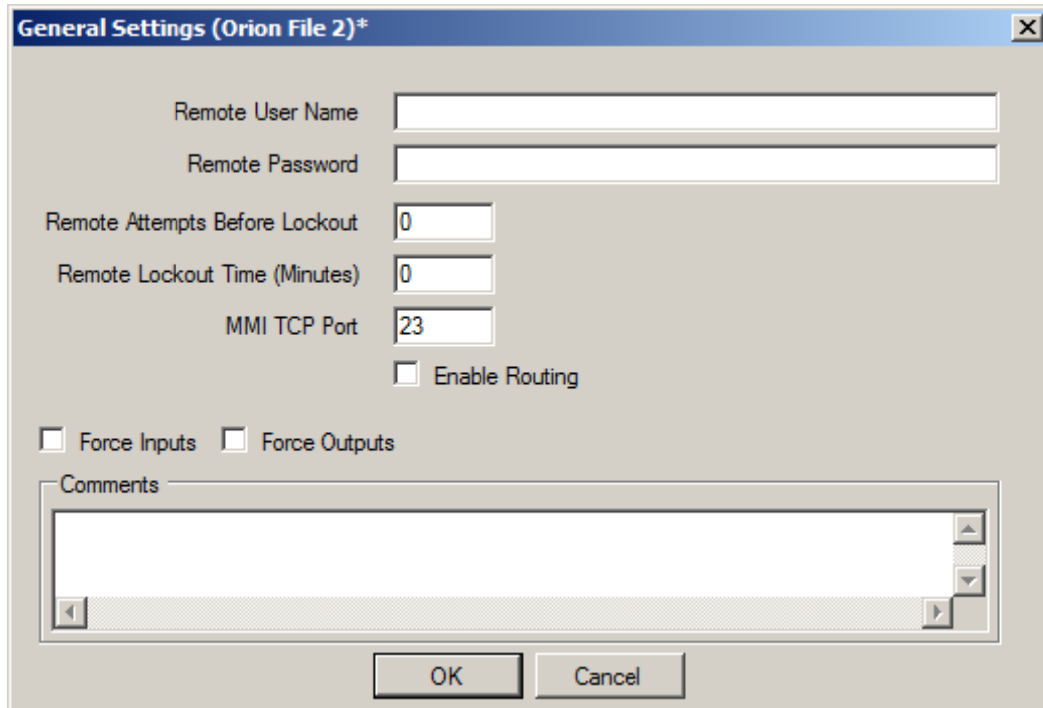 General Settings (Orion File 2)*
Remote User Name
Remote Password
Remote Attempts Before Lockout 0
Remote Lockout Time (Minutes) 0
MMI TCP Port 23
Enable Routing
Force Inputs Force Outputs
Comments
OK Cancel